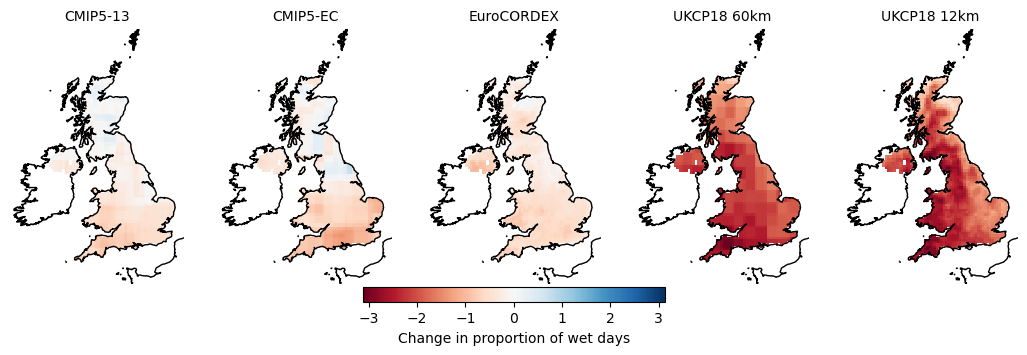 CMIP5-13 CMIP5-EC EuroCORDEX UKCP18 60km UKCP18 12km
−3 −2 −1 0 1 2 3
Change in proportion of wet days